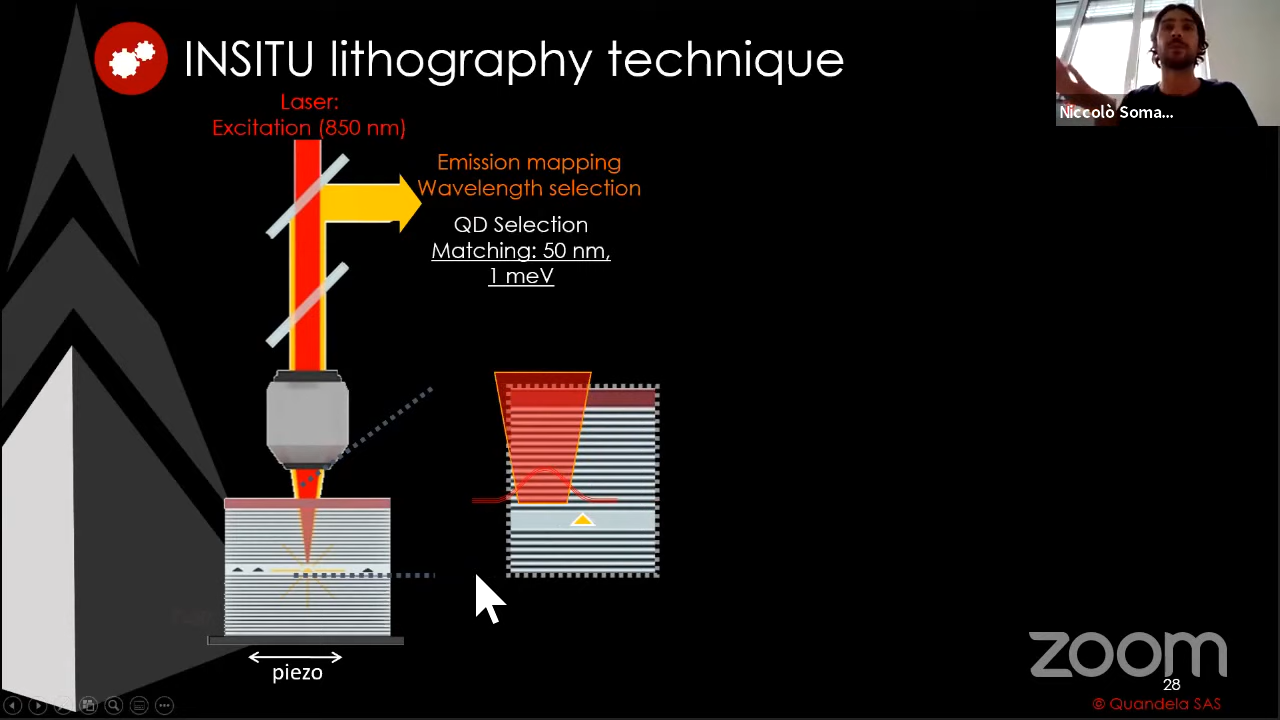 INSITU lithography technique
Laser:
Excitation (850 nm)
Emission mapping
Wavelength selection
QD Selection
Matching: 50 nm,
1 meV
piezo
Niccolò Soma...
zoom
28
© Quandela SAS